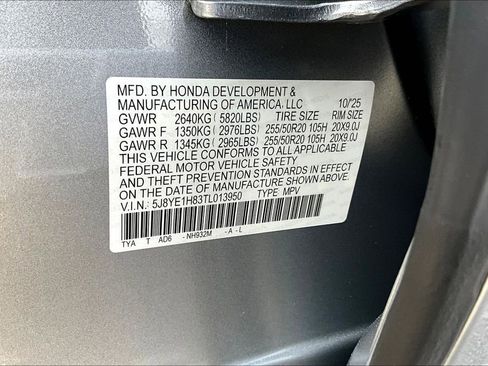 MFD. BY HONDA DEVELOPMENT &
MANUFACTURING OF AMERICA, LLC 10/25
GVWR 2640KG ( 5820LBS) TIRE SIZE RIM SIZE
GAWR F 1350KG ( 2976LBS) 255/50R20 105H 20X9.0J
GAWR R 1345KG ( 2965LBS) 255/50R20 105H 20X9.0J
THIS VEHICLE CONFORMS TO ALL APPLICABLE
FEDERAL MOTOR VEHICLE SAFETY
AND THEFT PREVENTION STANDARDS IN EFFECT
ON THE DATE OF MANUFACTURE SHOWN ABOVE.
V.I.N.: 5J8YE1H83TL013950 TYPE: MPV
TYA T AD6 -NH932M -A -L